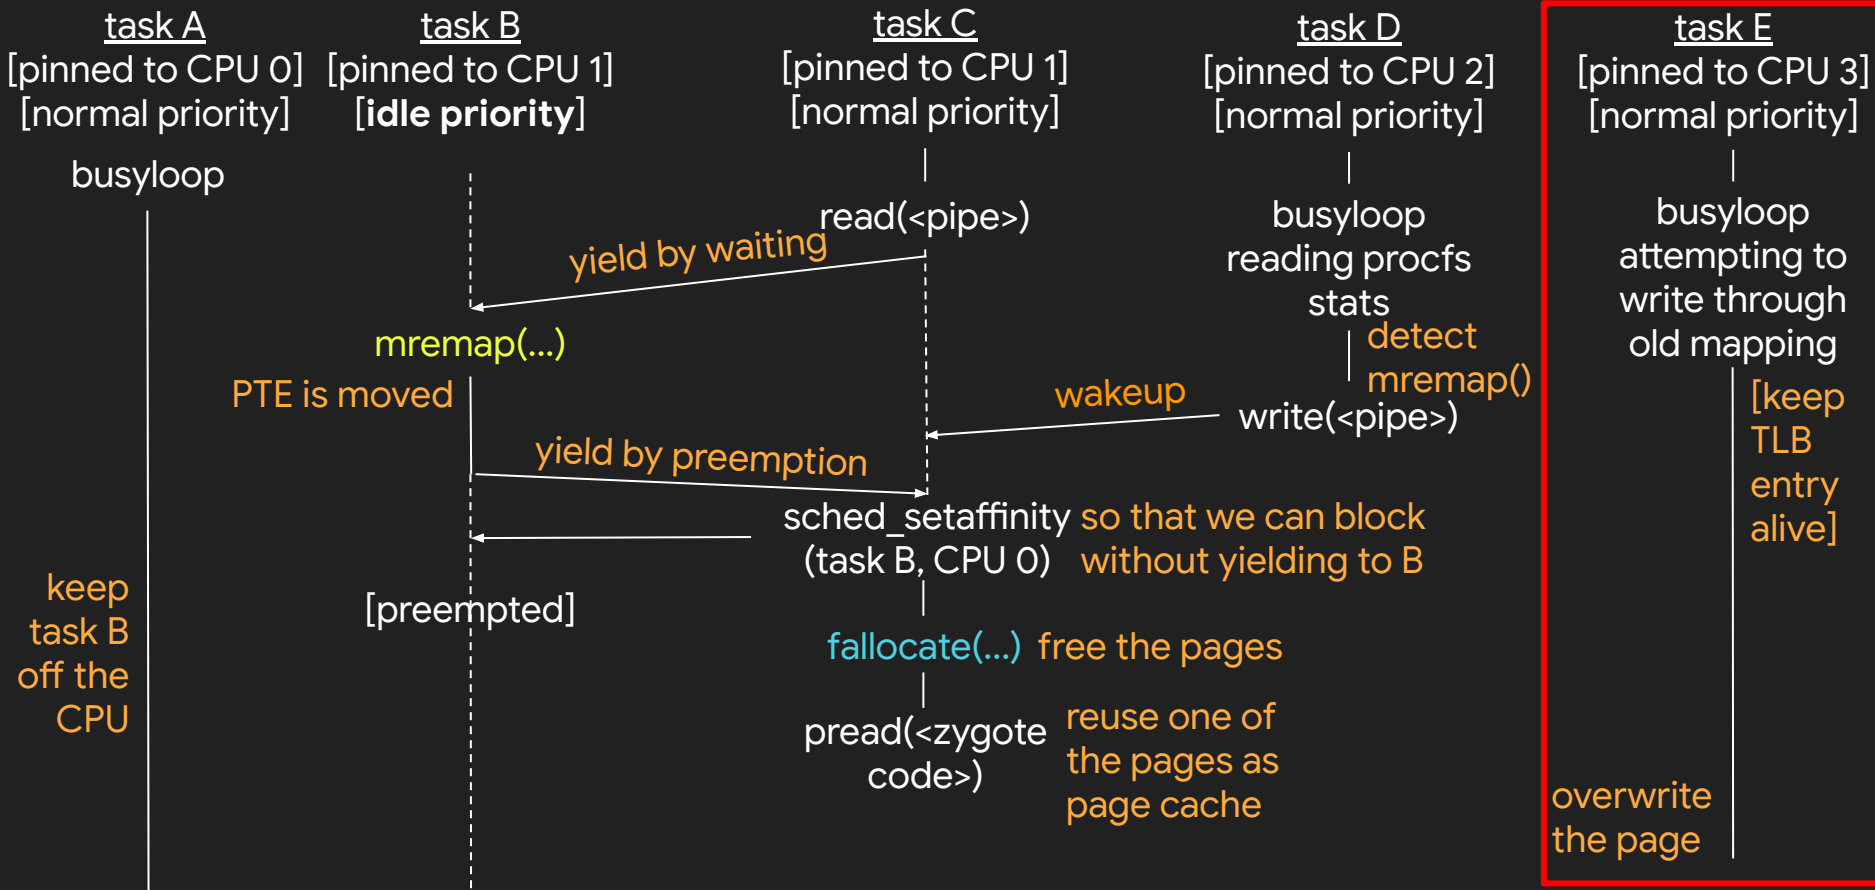 task A
[pinned to CPU 0]
[normal priority]
busyloop
keep
task B
off the
CPU
task B
[pinned to CPU 1]
[idle priority]
mremap(...)
PTE is moved
[preempted]
yield by waiting
yield by preemption
task C
[pinned to CPU 1]
[normal priority]
read(<pipe>)
wakeup
sched_setaffinity
(task B, CPU 0)
so that we can block
without yielding to B
fallocate(...)
free the pages
pread(<zygote
code>)
reuse one of
the pages as
page cache
task D
[pinned to CPU 2]
[normal priority]
busyloop
reading procfs
stats
detect
mremap()
write(<pipe>)
task E
[pinned to CPU 3]
[normal priority]
busyloop
attempting to
write through
old mapping
[keep
TLB
entry
alive]
overwrite
the page